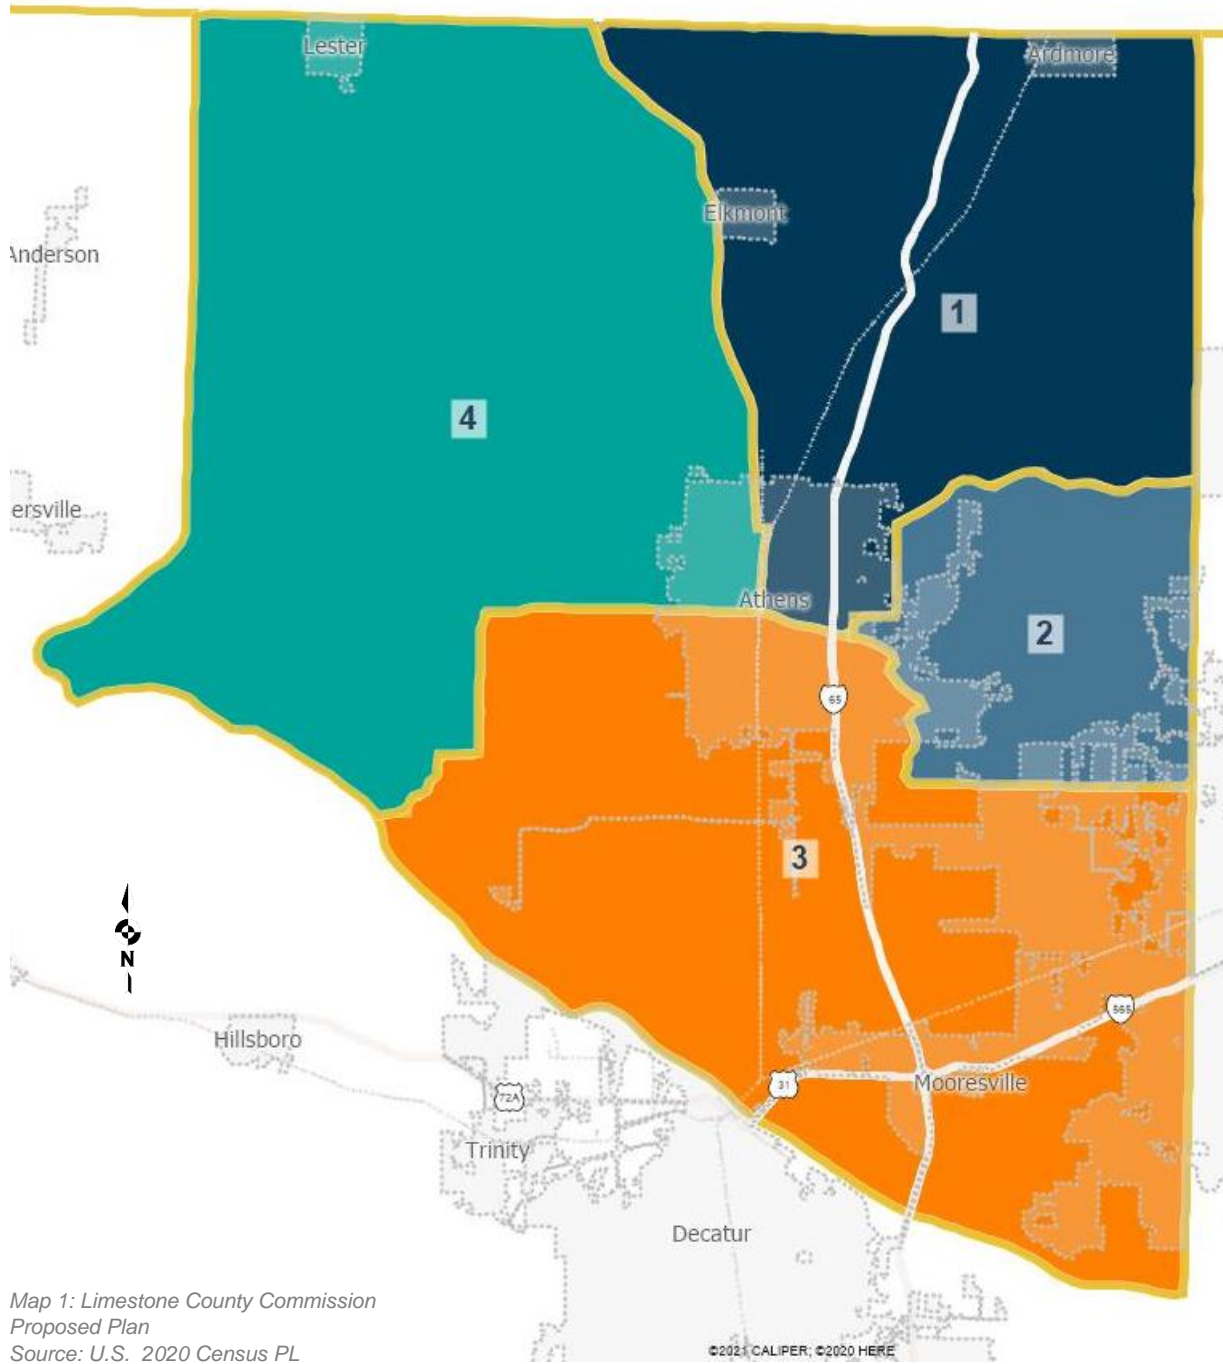 Lester
Ardmore
Elkmont
Anderson
1
4
ersville
Athens
2
65
3
N
565
Hillsboro
31
Mooresville
72A
Trinity
Decatur
Map 1: Limestone County Commission
Proposed Plan
Source: U.S. 2020 Census PL
©2021 CALIPER; ©2020 HERE